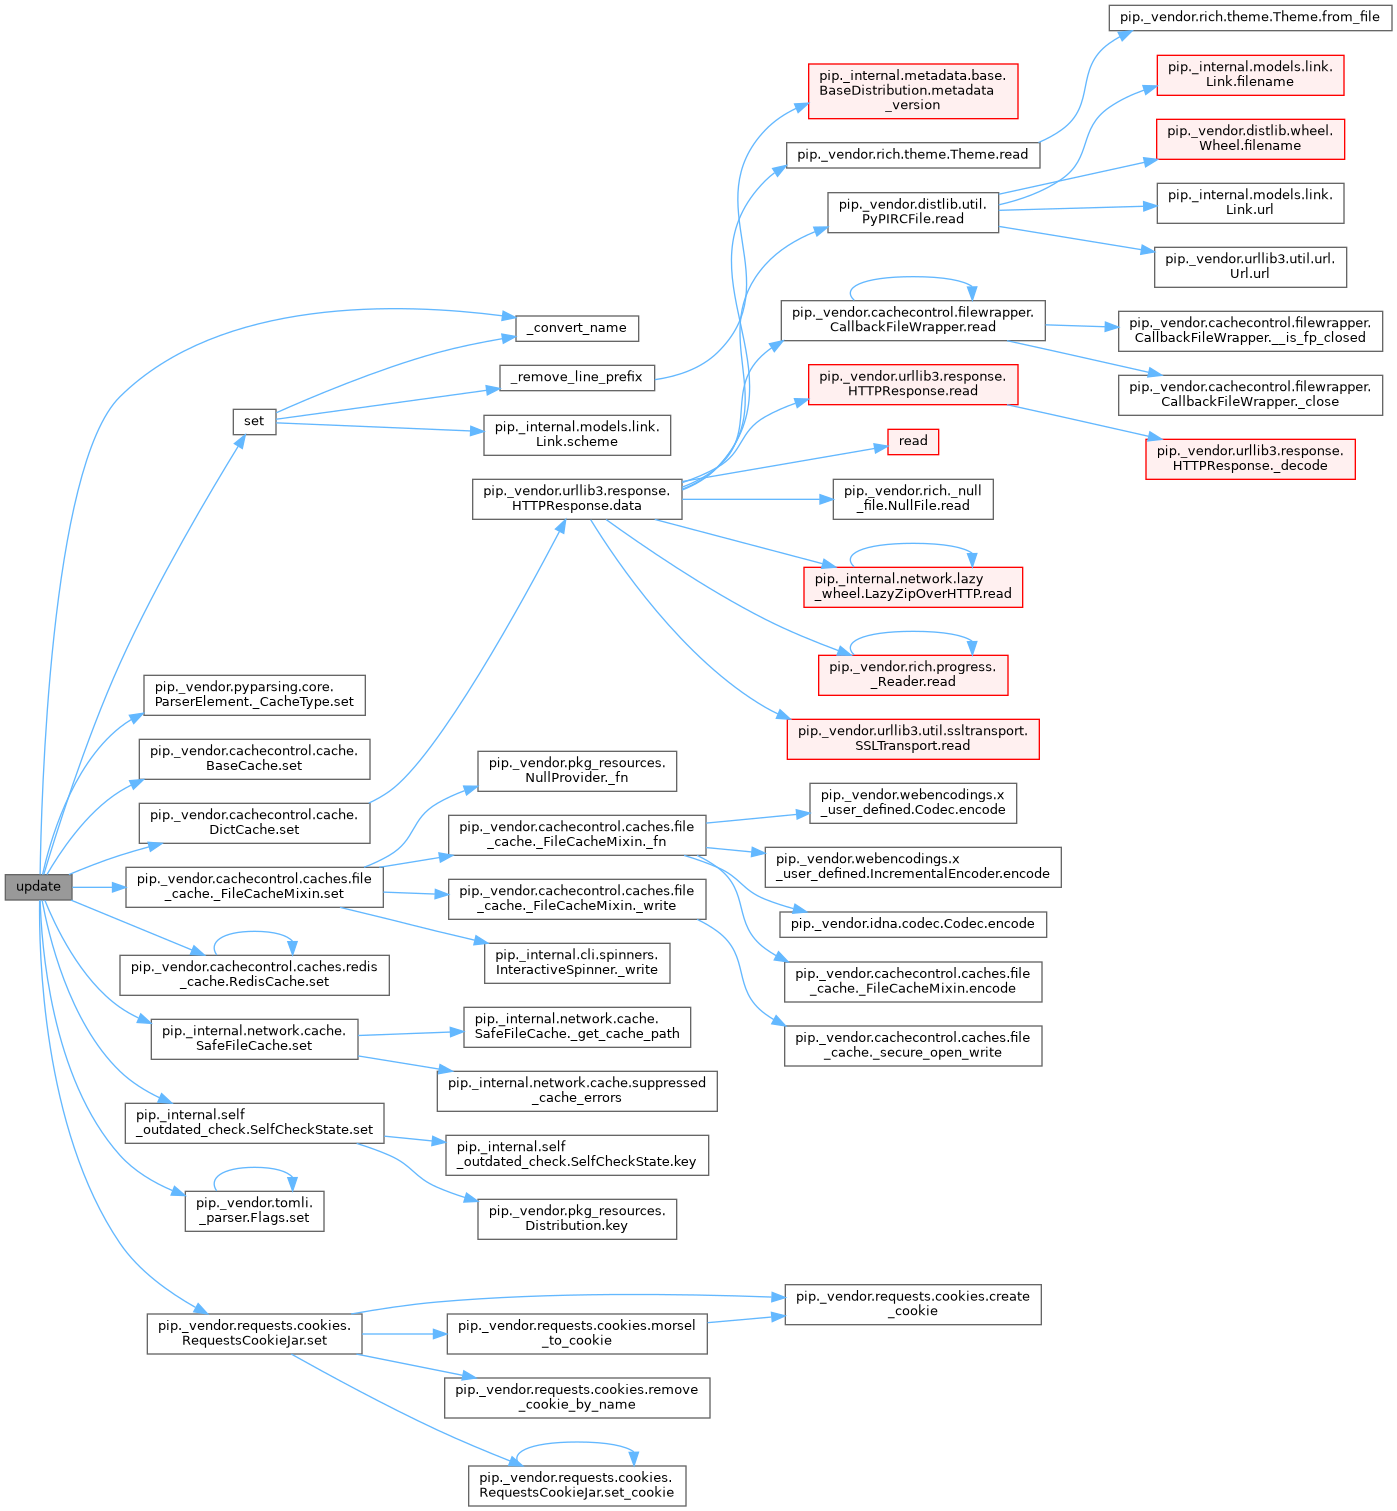 update
_convert_name
set
_remove_line_prefix
pip._internal.models.link.
Link.scheme
pip._internal.metadata.base.
BaseDistribution.metadata
_version
pip._vendor.urllib3.response.
HTTPResponse.data
pip._vendor.rich.theme.Theme.read
pip._vendor.rich.theme.Theme.from_file
pip._vendor.distlib.util.
PyPIRCFile.read
pip._internal.models.link.
Link.filename
pip._vendor.distlib.wheel.
Wheel.filename
pip._internal.models.link.
Link.url
pip._vendor.urllib3.util.url.
Url.url
pip._vendor.cachecontrol.filewrapper.
CallbackFileWrapper.read
pip._vendor.cachecontrol.filewrapper.
CallbackFileWrapper.__is_fp_closed
pip._vendor.cachecontrol.filewrapper.
CallbackFileWrapper._close
pip._vendor.urllib3.response.
HTTPResponse.read
pip._vendor.urllib3.response.
HTTPResponse._decode
read
pip._vendor.rich._null
_file.NullFile.read
pip._internal.network.lazy
_wheel.LazyZipOverHTTP.read
pip._vendor.rich.progress.
_Reader.read
pip._vendor.urllib3.util.ssltransport.
SSLTransport.read
pip._vendor.pyparsing.core.
ParserElement._CacheType.set
pip._vendor.cachecontrol.cache.
BaseCache.set
pip._vendor.cachecontrol.cache.
DictCache.set
pip._vendor.cachecontrol.caches.file
_cache._FileCacheMixin.set
pip._vendor.pkg_resources.
NullProvider._fn
pip._vendor.cachecontrol.caches.file
_cache._FileCacheMixin._fn
pip._vendor.webencodings.x
_user_defined.Codec.encode
pip._vendor.webencodings.x
_user_defined.IncrementalEncoder.encode
pip._vendor.idna.codec.Codec.encode
pip._vendor.cachecontrol.caches.file
_cache._FileCacheMixin.encode
pip._vendor.cachecontrol.caches.file
_cache._FileCacheMixin._write
pip._vendor.cachecontrol.caches.file
_cache._secure_open_write
pip._internal.cli.spinners.
InteractiveSpinner._write
pip._vendor.cachecontrol.caches.redis
_cache.RedisCache.set
pip._internal.network.cache.
SafeFileCache.set
pip._internal.network.cache.
SafeFileCache._get_cache_path
pip._internal.network.cache.suppressed
_cache_errors
pip._internal.self
_outdated_check.SelfCheckState.set
pip._internal.self
_outdated_check.SelfCheckState.key
pip._vendor.pkg_resources.
Distribution.key
pip._vendor.tomli.
_parser.Flags.set
pip._vendor.requests.cookies.
RequestsCookieJar.set
pip._vendor.requests.cookies.create
_cookie
pip._vendor.requests.cookies.morsel
_to_cookie
pip._vendor.requests.cookies.remove
_cookie_by_name
pip._vendor.requests.cookies.
RequestsCookieJar.set_cookie